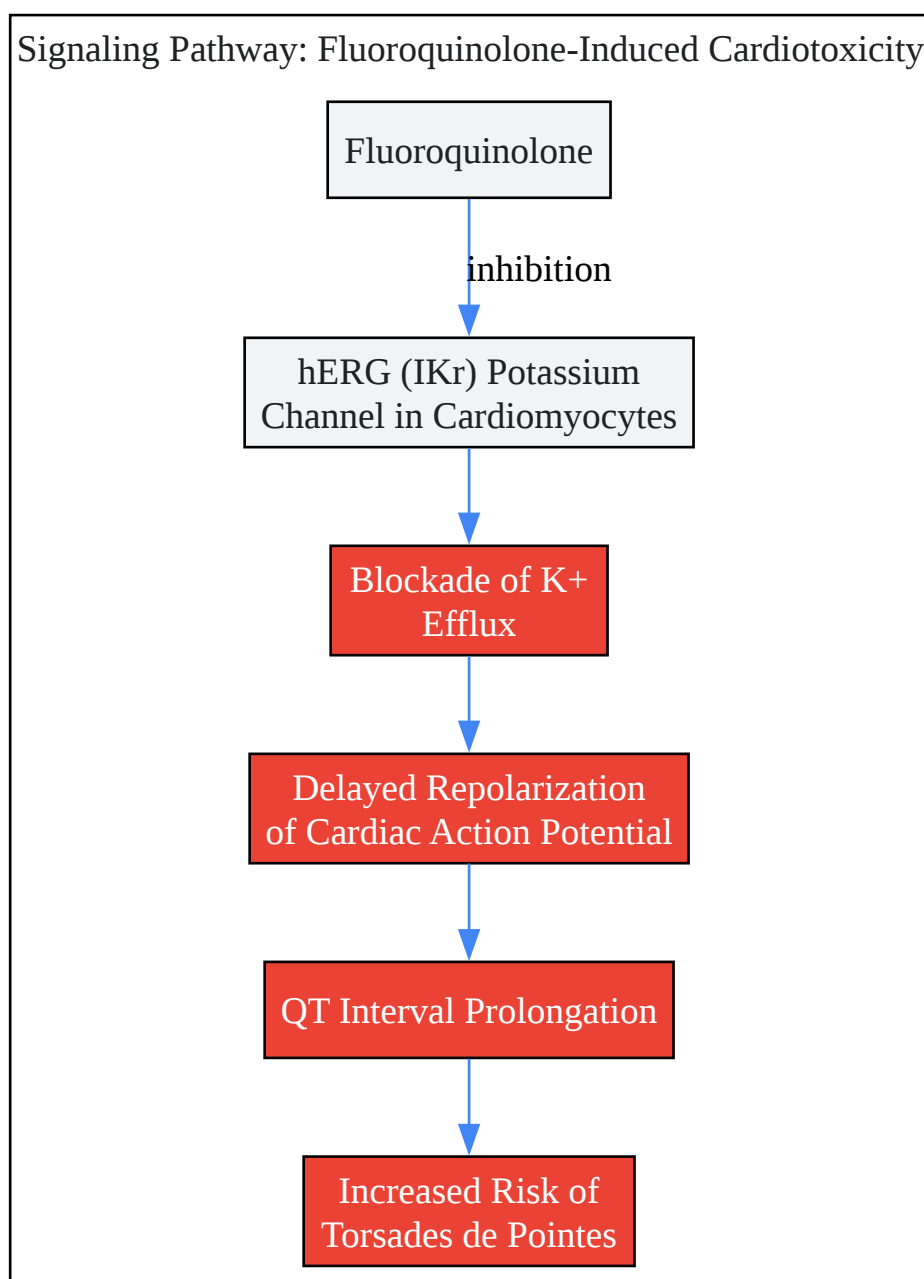 Signaling Pathway: Fluoroquinolone-Induced Cardiotoxicity
Fluoroquinolone
inhibition
hERG (IKr) Potassium
Channel in Cardiomyocytes
Blockade of K+
Efflux
Delayed Repolarization
of Cardiac Action Potential
QT Interval Prolongation
Increased Risk of
Torsades de Pointes